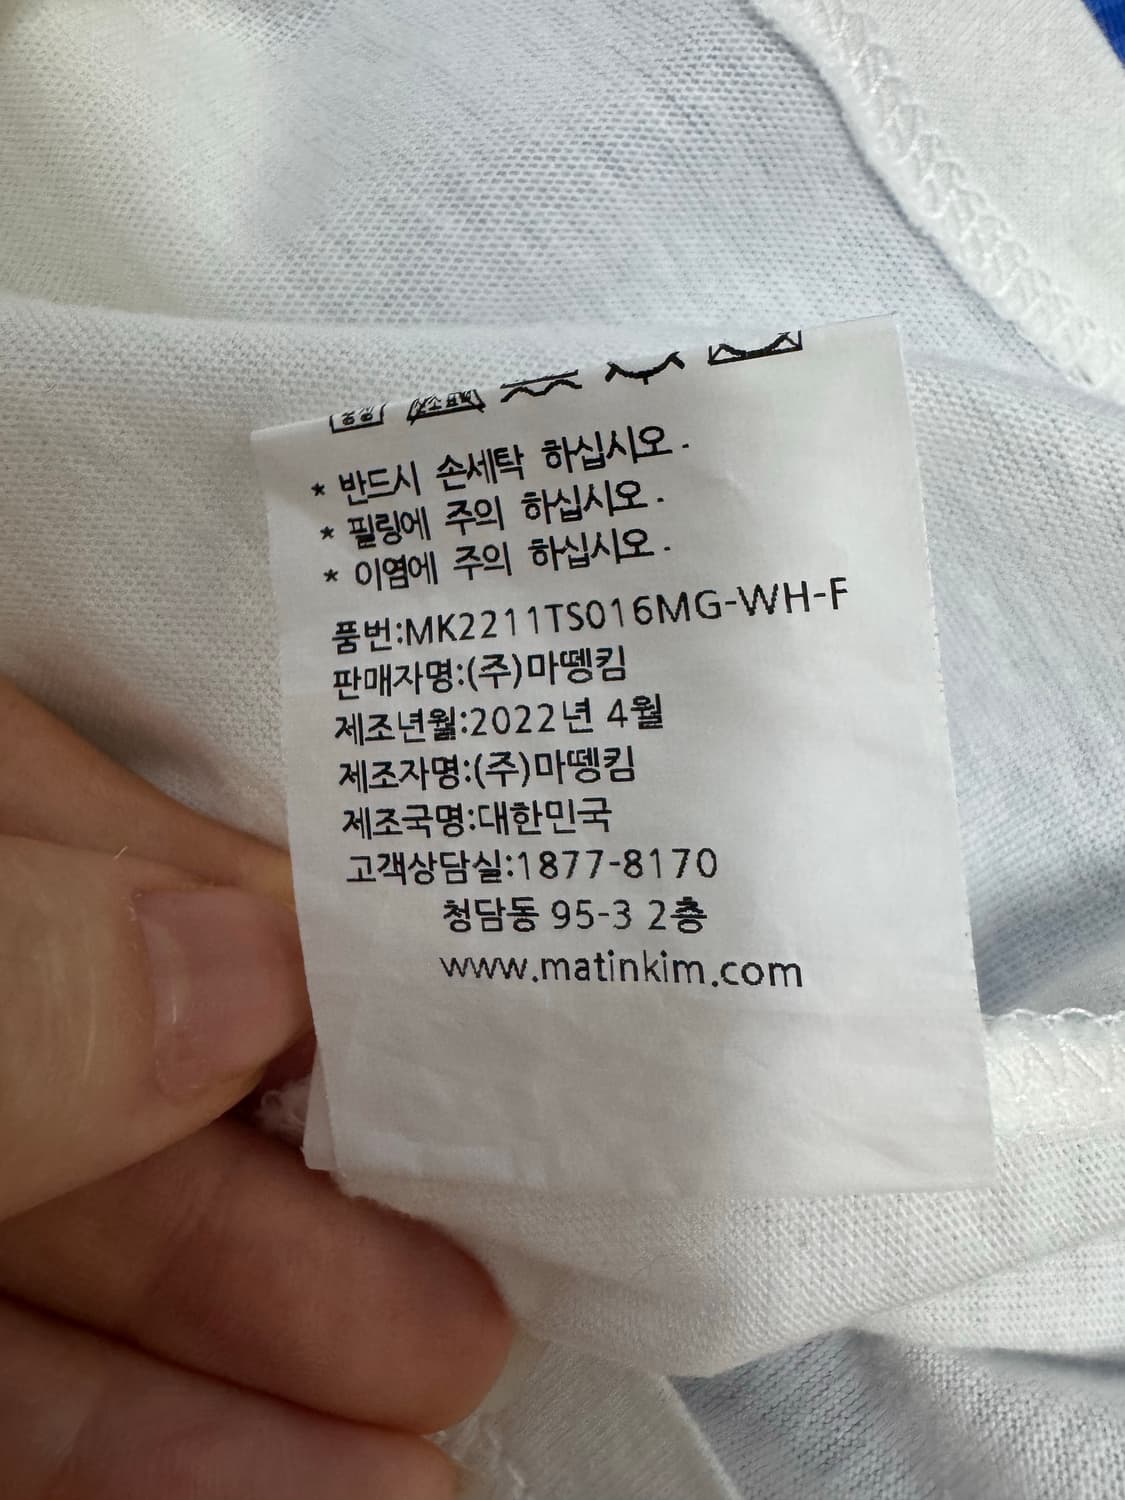 * 반드시 손세탁 하십시오.
* 필링에 주의 하십시오.
* 이염에 주의 하십시오.
품번:MK2211TS016MG-WH-F
판매자명:(주)마뗑킴
제조년월:2022년 4월
제조자명:(주)마뗑킴
제조국명:대한민국
고객상담실:1877-8170
청담동 95-3 2층
www.matinkim.com